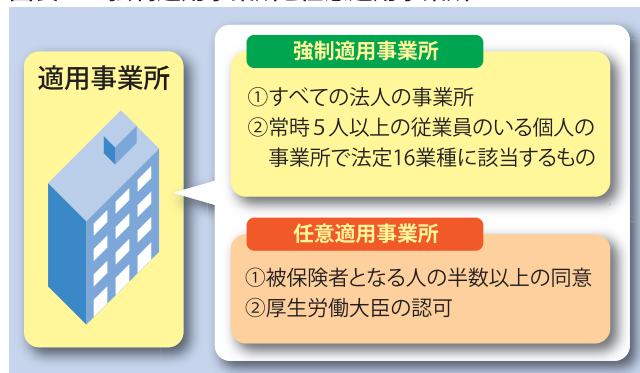 適用事業所
強制適用事業所
①すべての法人の事業所
②常時５人以上の従業員のいる個人の
事業所で法定16業種に該当するもの
任意適用事業所
①被保険者となる人の半数以上の同意
②厚生労働大臣の認可